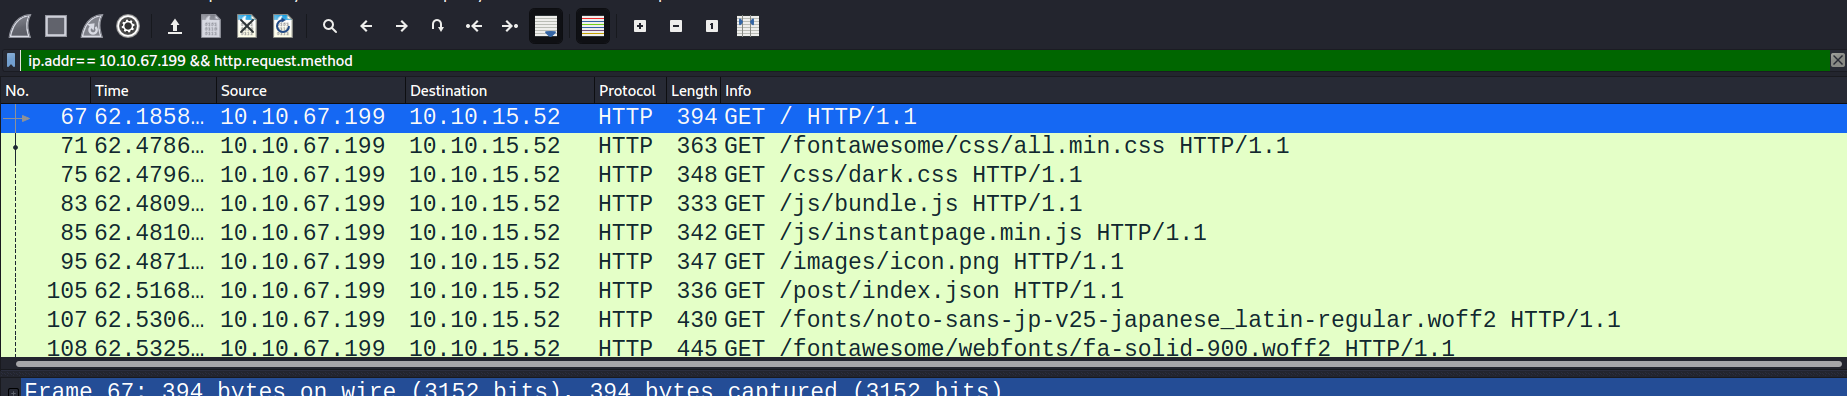 ip.addr== 10.10.67.199 && http.request.method
No. Time Source Destination Protocol Length Info
67 62.1858… 10.10.67.199 10.10.15.52 HTTP 394 GET / HTTP/1.1
71 62.4786… 10.10.67.199 10.10.15.52 HTTP 363 GET /fontawesome/css/all.min.css HTTP/1.1
75 62.4796… 10.10.67.199 10.10.15.52 HTTP 348 GET /css/dark.css HTTP/1.1
83 62.4809… 10.10.67.199 10.10.15.52 HTTP 333 GET /js/bundle.js HTTP/1.1
85 62.4810… 10.10.67.199 10.10.15.52 HTTP 342 GET /js/instantpage.min.js HTTP/1.1
95 62.4871… 10.10.67.199 10.10.15.52 HTTP 347 GET /images/icon.png HTTP/1.1
105 62.5168… 10.10.67.199 10.10.15.52 HTTP 336 GET /post/index.json HTTP/1.1
107 62.5306… 10.10.67.199 10.10.15.52 HTTP 430 GET /fonts/noto-sans-jp-v25-japanese_latin-regular.woff2 HTTP/1.1
108 62.5325… 10.10.67.199 10.10.15.52 HTTP 445 GET /fontawesome/webfonts/fa-solid-900.woff2 HTTP/1.1
Frame 67: 394 bytes on wire (3152 bits), 394 bytes captured (3152 bits)